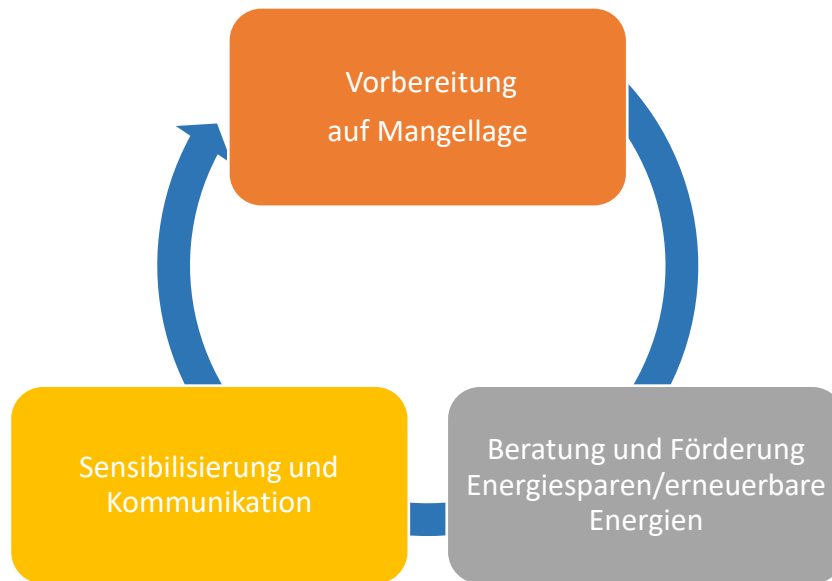 Vorbereitung
auf Mangellage
Sensibilisierung und
Kommunikation
Beratung und Förderung
Energiesparen/erneuerbare
Energien